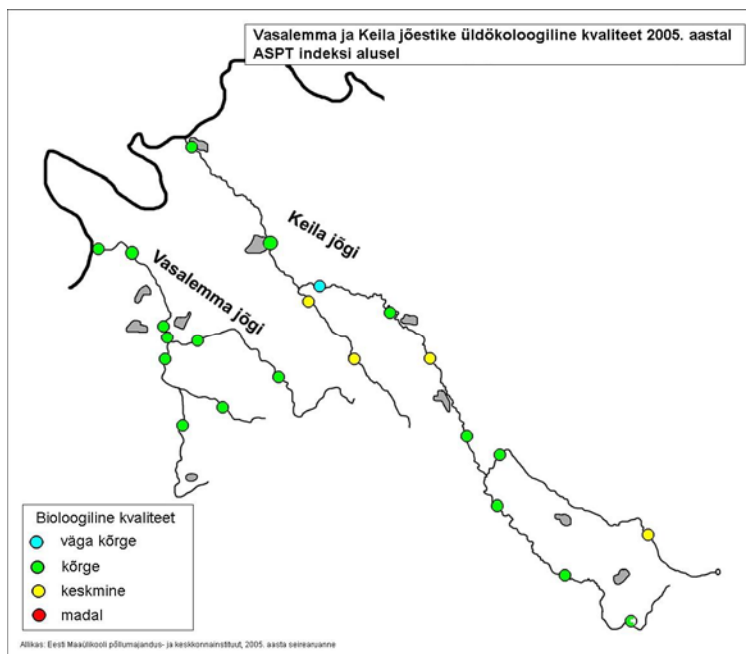 Vasalemma ja Keila jõestike üldökoloogiline kvaliteet 2005. aastal
ASPT indeksi alusel
Keila jõgi
Vasalemma jõgi
Bioloogiline kvaliteet
väga kõrge
kõrge
keskmine
madal
Allikas: Eesti Maaülikooli põllumajandus- ja keskkonnainstituut, 2005. aasta seirearuanne